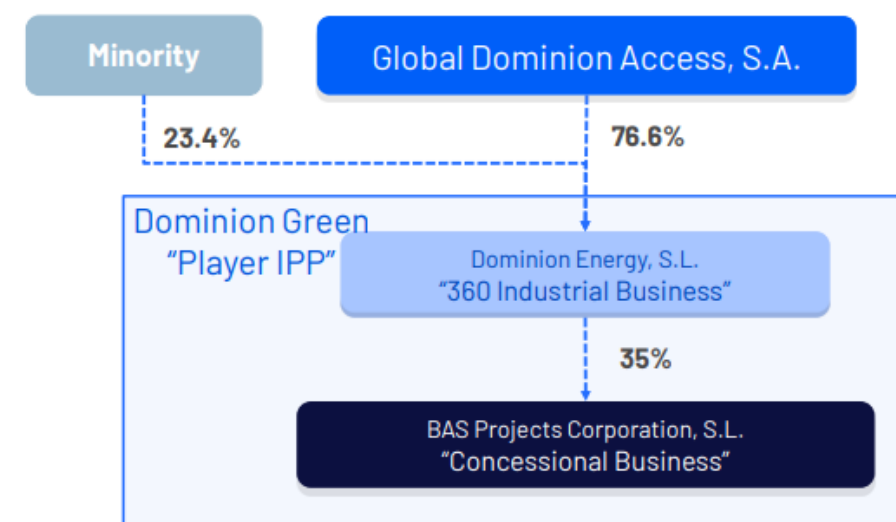 Minority
Global Dominion Access, S.A.
23.4%
76.6%
Dominion Green
“Player IPP”
Dominion Energy, S.L.
“360 Industrial Business”
35%
BAS Projects Corporation, S.L.
“Concessional Business”